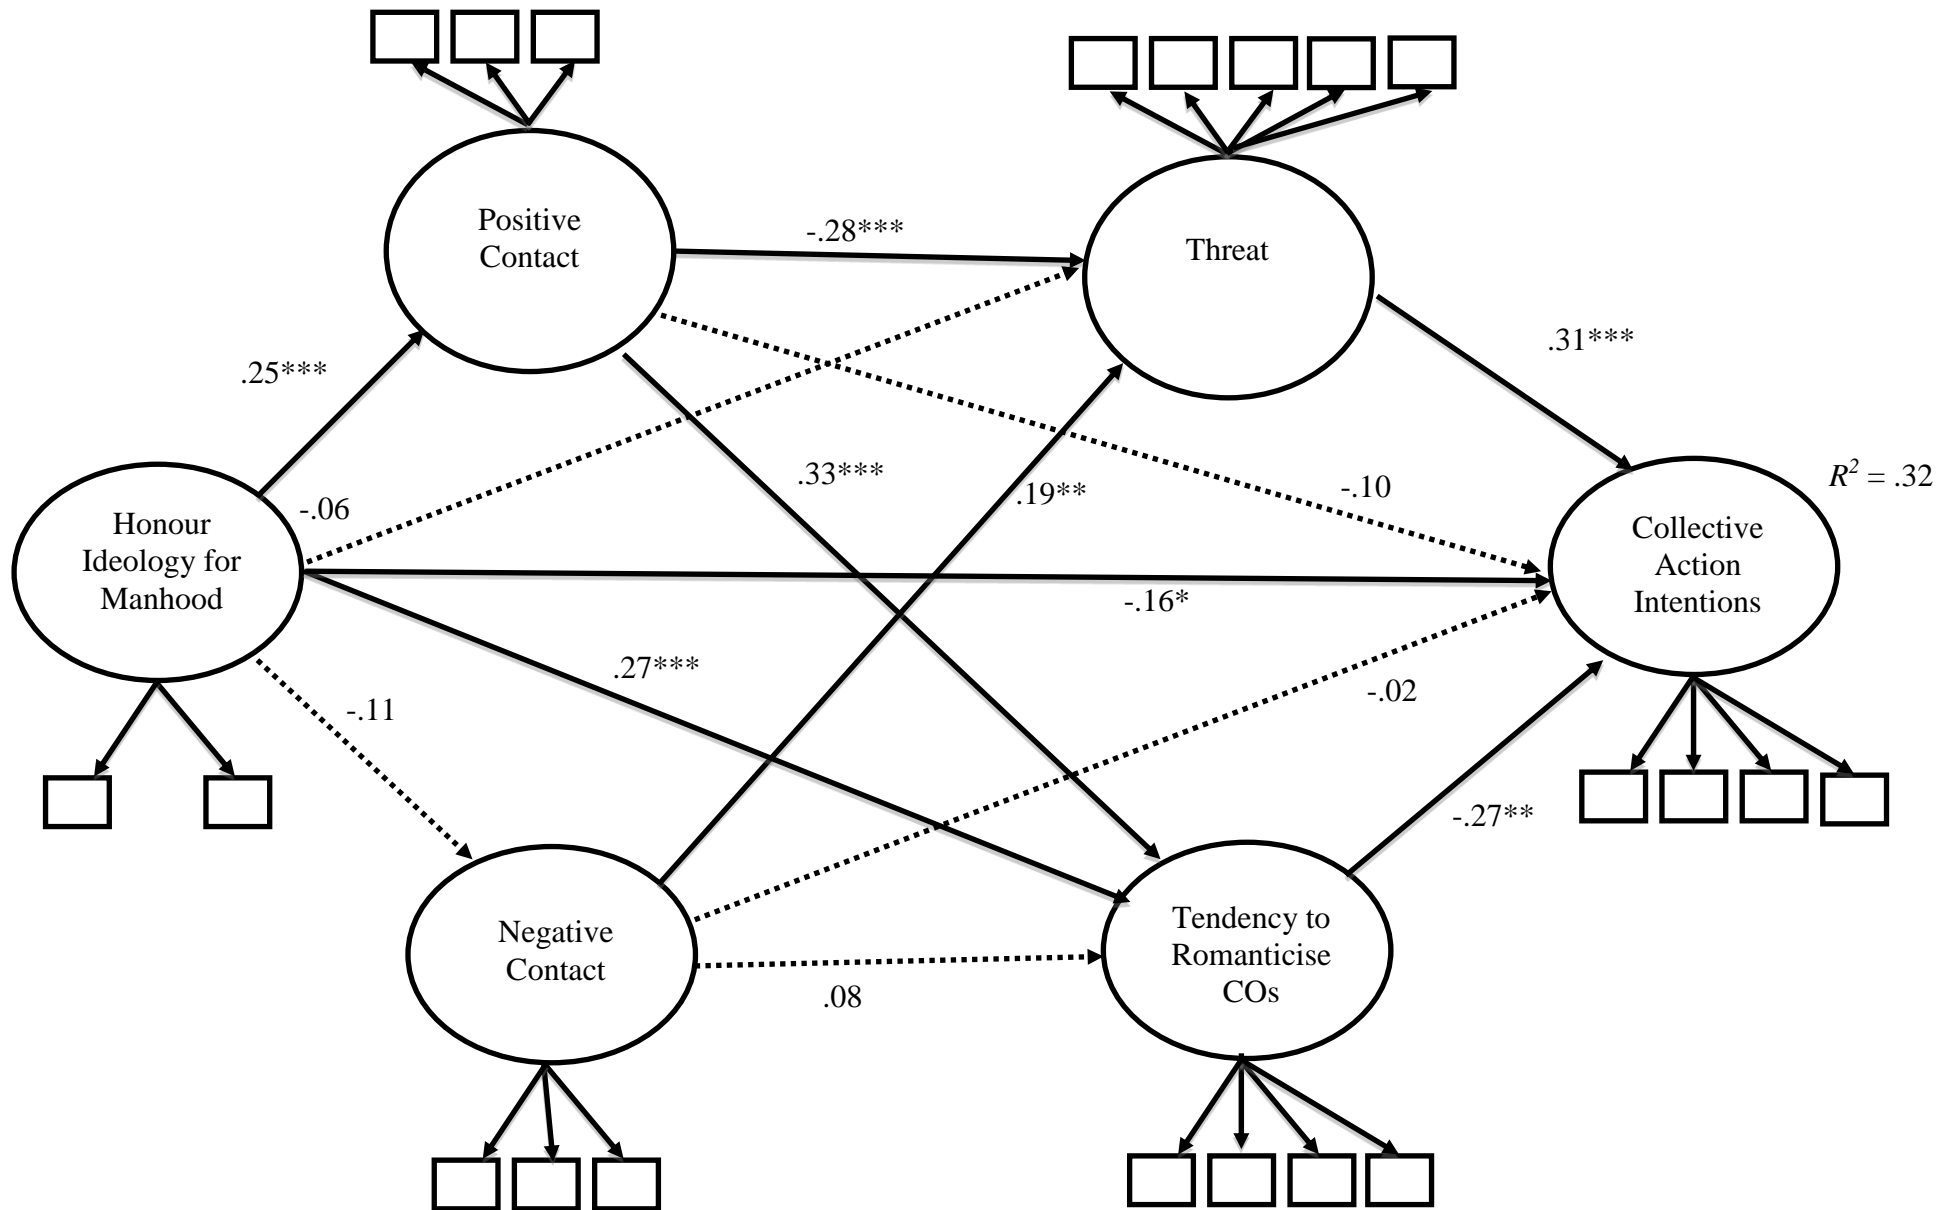 Positive
Contact
-.28***
Threat
.25***
.31***
-.06
.33***
.19**
-.10
R² = .32
Honour
Ideology for
Manhood
Collective
Action
Intentions
-.16*
.27***
-.11
-.02
-.27**
Negative
Contact
.08
Tendency to
Romanticise
COs